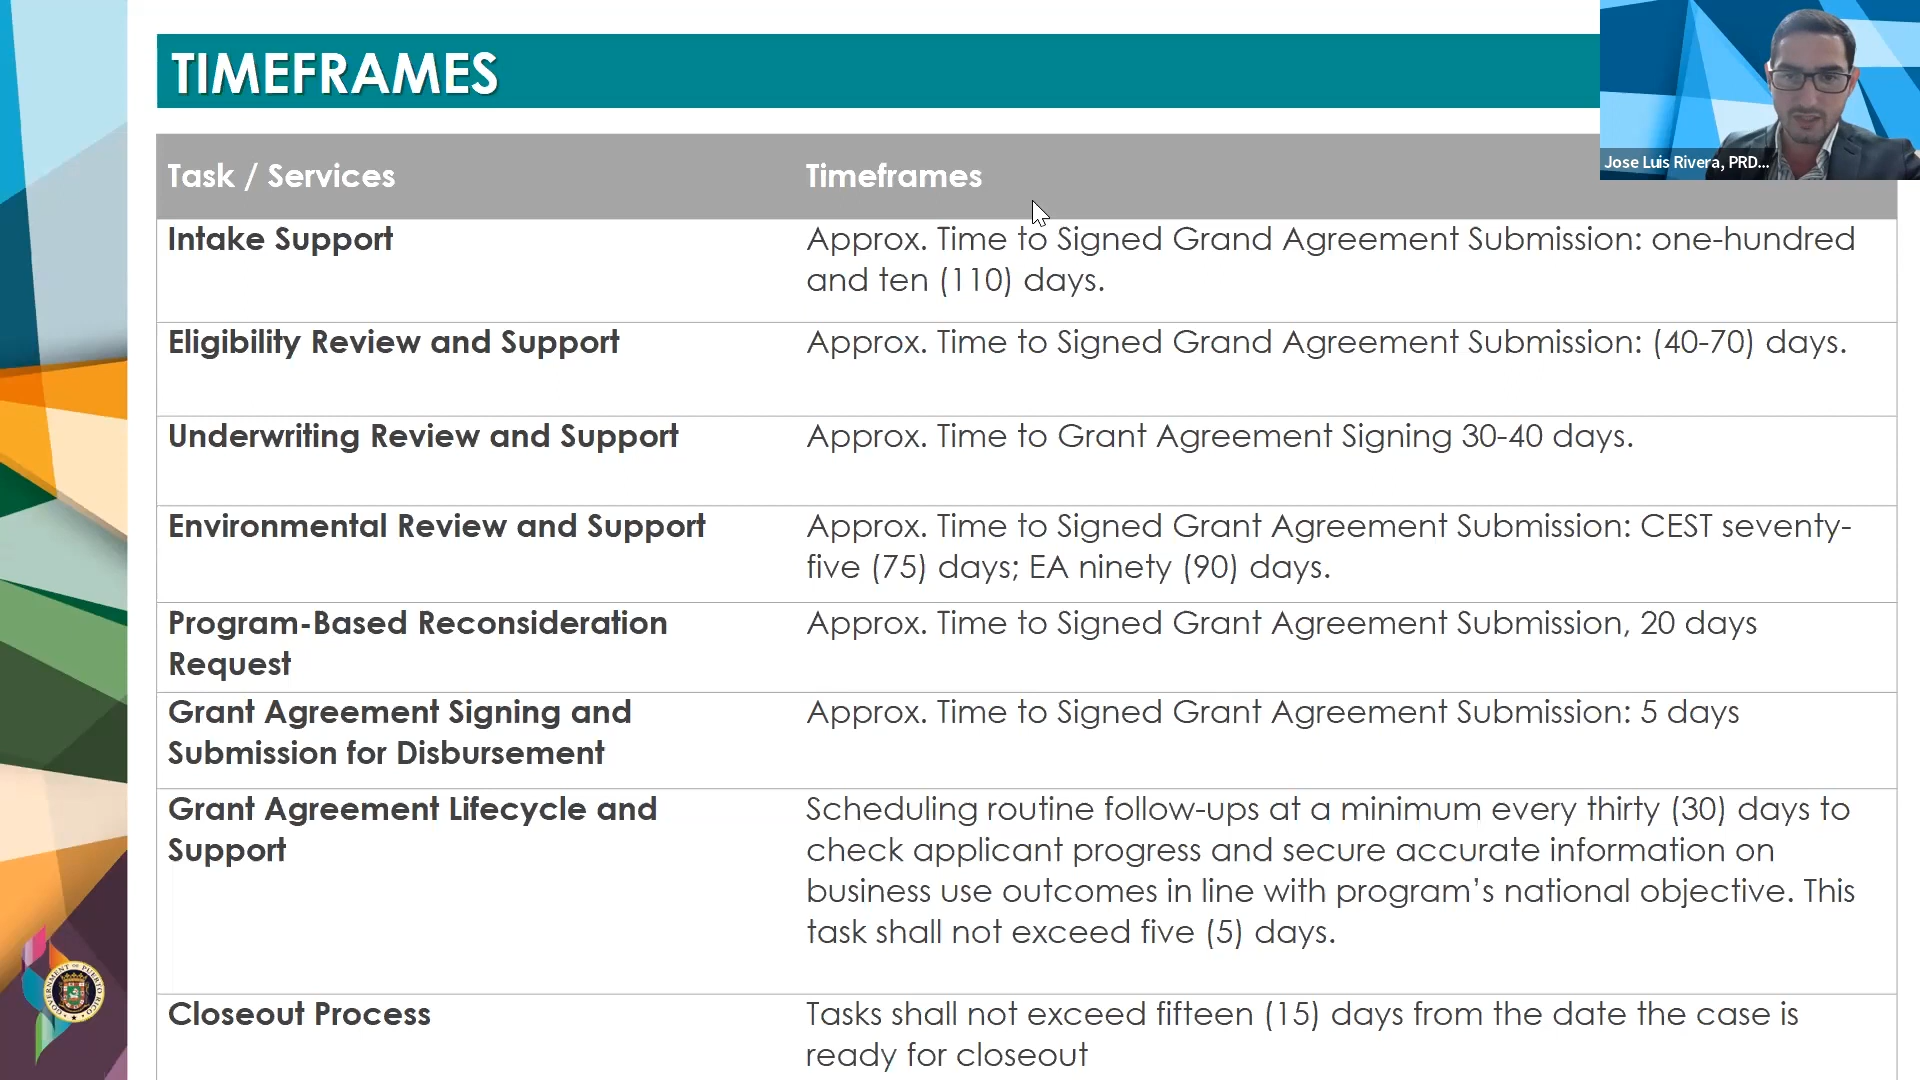 TIMEFRAMES
Jose Luis Rivera, PRD...
Task / Services
Timeframes
Intake Support
Approx. Time to Signed Grand Agreement Submission: one-hundred
and ten (110) days.
Eligibility Review and Support
Approx. Time to Signed Grand Agreement Submission: (40-70) days.
Underwriting Review and Support
Approx. Time to Grant Agreement Signing 30-40 days.
Environmental Review and Support
Approx. Time to Signed Grant Agreement Submission: CEST seventy-
five (75) days; EA ninety (90) days.
Program-Based Reconsideration
Request
Approx. Time to Signed Grant Agreement Submission, 20 days
Grant Agreement Signing and
Submission for Disbursement
Approx. Time to Signed Grant Agreement Submission: 5 days
Grant Agreement Lifecycle and
Support
Scheduling routine follow-ups at a minimum every thirty (30) days to
check applicant progress and secure accurate information on
business use outcomes in line with program’s national objective. This
task shall not exceed five (5) days.
Closeout Process
Tasks shall not exceed fifteen (15) days from the date the case is
ready for closeout
GOVERNMENT OF PUERTO RICO